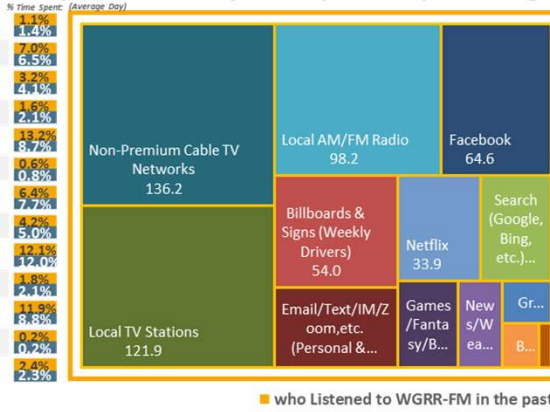 % Time Spent: (Average Day)
1.1%
1.4%
7.0%
6.5%
3.2%
4.1%
1.6%
2.1%
13.2%
8.7%
0.6%
0.8%
6.4%
7.7%
4.2%
5.0%
12.1%
12.0%
1.8%
2.1%
11.9%
8.8%
0.2%
0.2%
2.4%
2.3%
Non-Premium Cable TV
Networks
136.2
Local TV Stations
121.9
Local AM/FM Radio
98.2
Facebook
64.6
Billboards &
Signs (Weekly
Drivers)
54.0
Netflix
33.9
Search
(Google,
Bing,
etc.)...
Email/Text/IM/Z
oom,etc.
(Personal &...
Games
/Fanta
sy/B...
New
s/W
ea...
Gr...
B...
who Listened to WGRR-FM in the past